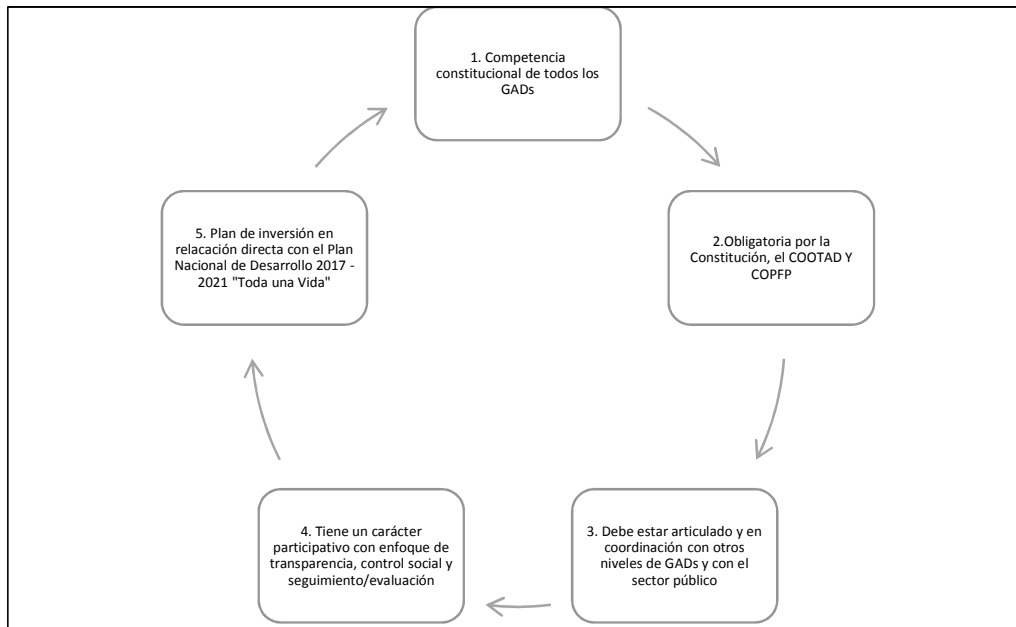 1. Competencia
constitucional de todos los
GADs
2.Obligatoria por la
Constitución, el COOTAD Y
COPFP
3. Debe estar articulado y en
coordinación con otros
niveles de GADs y con el
sector público
4. Tiene un carácter
participativo con enfoque de
transparencia, control social y
seguimiento/evaluación
5. Plan de inversión en
relacación directa con el Plan
Nacional de Desarrollo 2017 -
2021 "Toda una Vida"